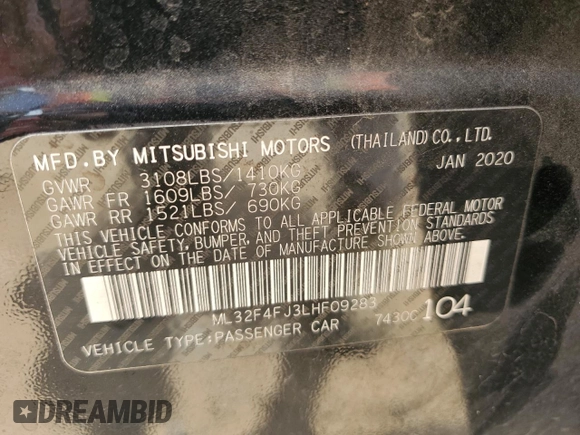 MFD. BY MITSUBISHI MOTORS (THAILAND) CO., LTD.
JAN 2020
GVWR 3108LBS/1410KG
GAWR FR 1609LBS/ 730KG
GAWR RR 1521LBS/ 690KG
THIS VEHICLE CONFORMS TO ALL APPLICABLE FEDERAL MOTOR
VEHICLE SAFETY, BUMPER, AND THEFT PREVENTION STANDARDS
IN EFFECT ON THE DATE OF MANUFACTURE SHOWN ABOVE.
ML32F4FJ3LHF09283
VEHICLE TYPE:PASSENGER CAR 743CC 104
DREAMBID